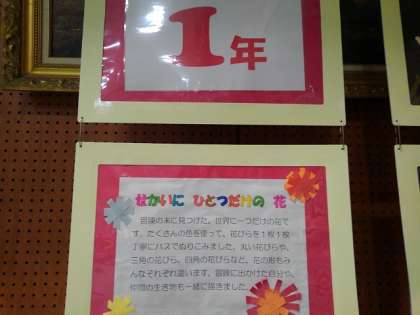 1年
なかいに ひとつだけの 花
冒険の末に見つけた、世界に一つだけの花で
す。たくさんの色を使って、花びらを1枚1枚
丁寧にパスでぬりこみました。丸い花びらや、
三角の花びら、四角の花びらなど、花の形もみ
んなそれぞれ違います。冒険に出かけた自分や、
仲間の生き物も一緒に描きました。